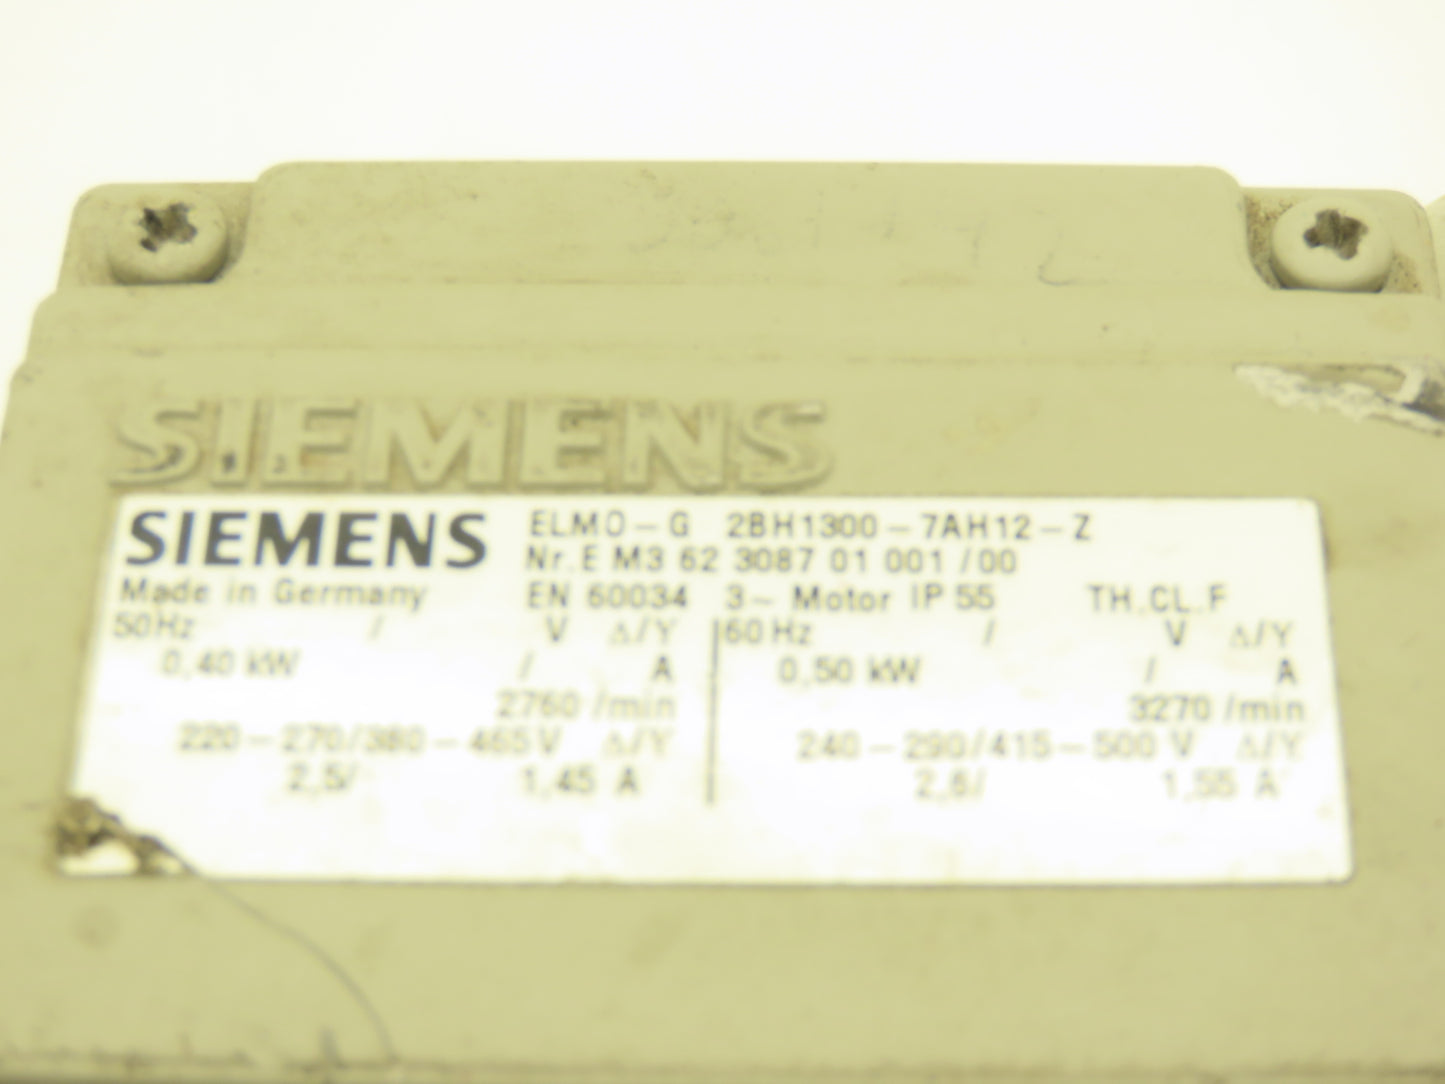 SIEMENS
SIEMENS ELMO-G 2BH1300-7AH12-Z
Nr.E M3 62 3087 01 001 /00
Made in Germany EN 60034 3~ Motor IP 55 TH.CL.F
50 Hz / V Δ/Y 60 Hz / V Δ/Y
0,40 kW / A 0,50 kW / A
2760 /min 3270 /min
220-270/380-465 V Δ/Y 240-290/415-500 V Δ/Y
2,5/ 1,45 A 2,6/ 1,55 A